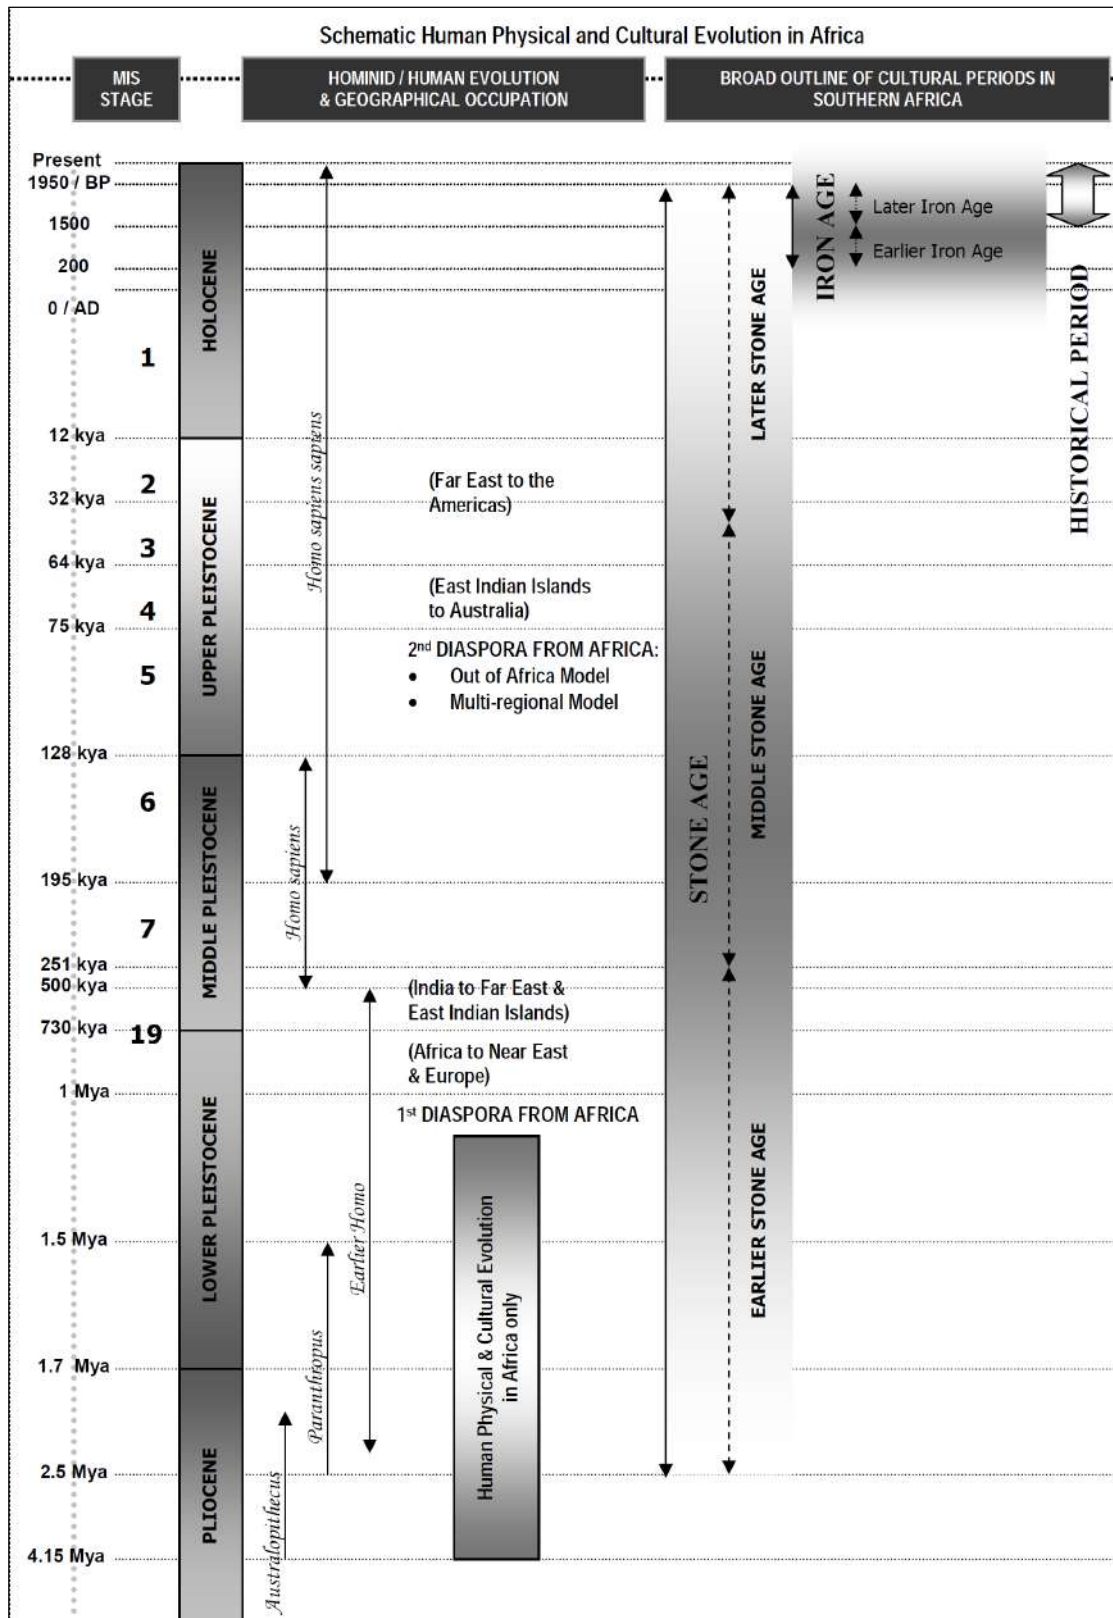 Schematic Human Physical and Cultural Evolution in Africa
MIS
STAGE
HOMINID / HUMAN EVOLUTION
& GEOGRAPHICAL OCCUPATION
BROAD OUTLINE OF CULTURAL PERIODS IN
SOUTHERN AFRICA
Present
1950 / BP
1500
200
0 / AD
12 kya
32 kya
64 kya
75 kya
128 kya
195 kya
251 kya
500 kya
730 kya
1 Mya
1.5 Mya
1.7 Mya
2.5 Mya
4.15 Mya
1
2
3
4
5
6
7
19
HOLOCENE
UPPER PLEISTOCENE
MIDDLE PLEISTOCENE
LOWER PLEISTOCENE
PLIOCENE
Homo sapiens sapiens
Homo sapiens
Earlier Homo
Paranthropus
Australopithecus
(Far East to the
Americas)
(East Indian Islands
to Australia)
2nd DIASPORA FROM AFRICA:
• Out of Africa Model
• Multi-regional Model
(India to Far East &
East Indian Islands)
(Africa to Near East
& Europe)
1st DIASPORA FROM AFRICA
Human Physical & Cultural Evolution
in Africa only
STONE AGE
LATER STONE AGE
MIDDLE STONE AGE
EARLIER STONE AGE
IRON AGE
Later Iron Age
Earlier Iron Age
HISTORICAL PERIOD